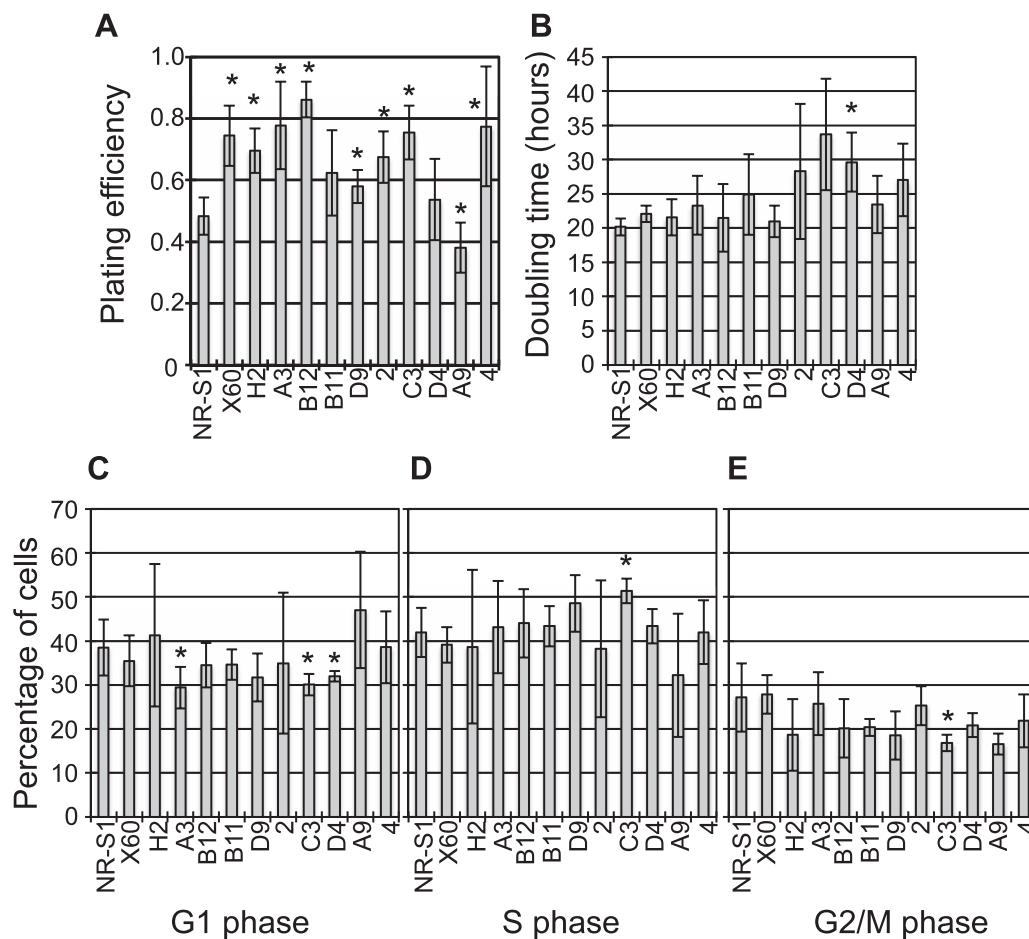 A
Plating efficiency
1.0
0.8
0.6
0.4
0.2
0
* * * * * * * * *
NR-S1 X60 H2 A3 B12 B11 D9 2 C3 D4 A9 4
B
Doubling time (hours)
45
40
35
30
25
20
15
10
5
0
*
NR-S1 X60 H2 A3 B12 B11 D9 2 C3 D4 A9 4
C
Percentage of cells
70
60
50
40
30
20
10
0
* * *
NR-S1 X60 H2 A3 B12 B11 D9 2 C3 D4 A9 4
G1 phase
D
*
NR-S1 X60 H2 A3 B12 B11 D9 2 C3 D4 A9 4
S phase
E
*
NR-S1 X60 H2 A3 B12 B11 D9 2 C3 D4 A9 4
G2/M phase